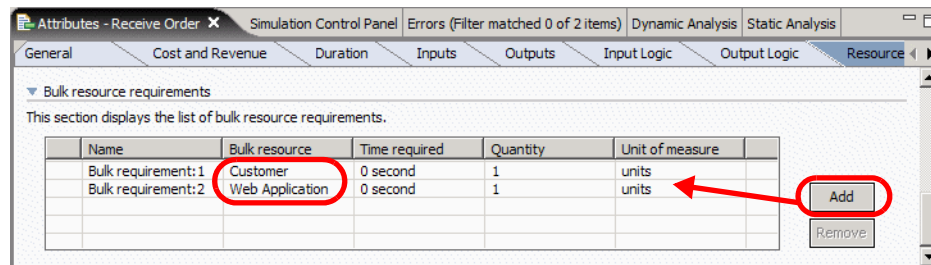 Attributes - Receive Order Simulation Control Panel Errors (Filter matched 0 of 2 items) Dynamic Analysis Static Analysis
General Cost and Revenue Duration Inputs Outputs Input Logic Output Logic Resource
Bulk resource requirements
This section displays the list of bulk resource requirements.
Name Bulk resource Time required Quantity Unit of measure
Bulk requirement:1 Customer 0 second 1 units
Bulk requirement:2 Web Application 0 second 1 units
Add
Remove